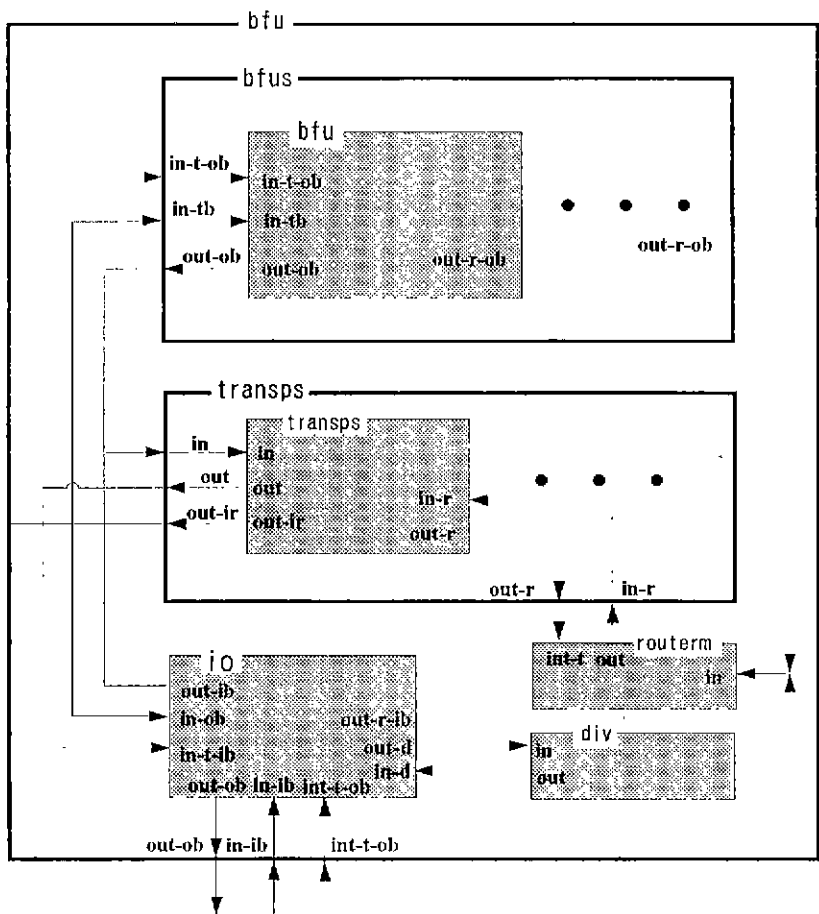 bfu
bfus
bfu
in-t-ob
in-t-ob
in-tb
in-tb
out-ob
out-ob
out-r-ob
out-r-ob
transps
transps
in
in
out
out
in-r
out-ir
out-ir
out-r
out-r
in-r
io
routerm
int-t out
in
out-ib
in-ob
out-r-ib
in-t-ib
out-d
in-d
div
in
out
out-ob In-ib int-t-ob
out-ob in-ib int-t-ob